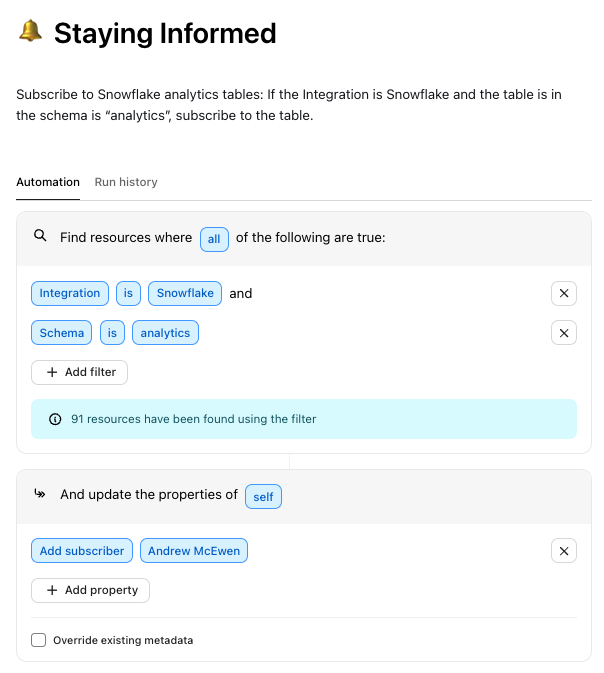 🔔 Staying Informed
Subscribe to Snowflake analytics tables: If the Integration is Snowflake and the table is in
the schema is “analytics”, subscribe to the table.
Automation Run history
Find resources where all of the following are true:
Integration is Snowflake and
Schema is analytics
+ Add filter
91 resources have been found using the filter
And update the properties of self
Add subscriber Andrew McEwen
+ Add property
Override existing metadata